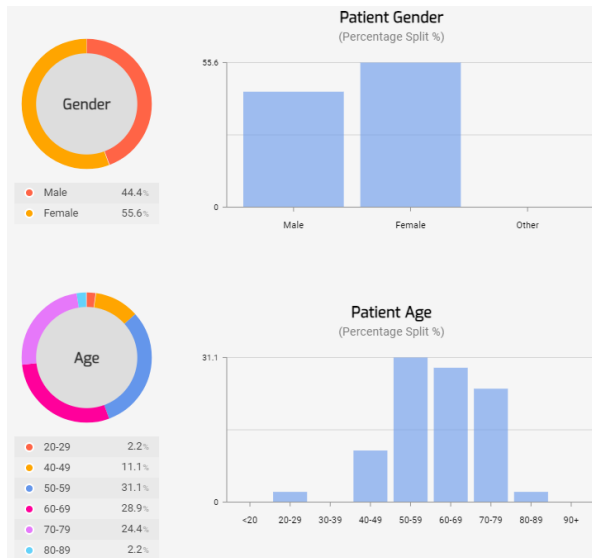 Patient Gender
(Percentage Split %)
Gender
Male 44.4%
Female 55.6%
55.6
0
Male Female Other
Patient Age
(Percentage Split %)
Age
20-29 2.2%
40-49 11.1%
50-59 31.1%
60-69 28.9%
70-79 24.4%
80-89 2.2%
31.1
0
<20 20-29 30-39 40-49 50-59 60-69 70-79 80-89 90+